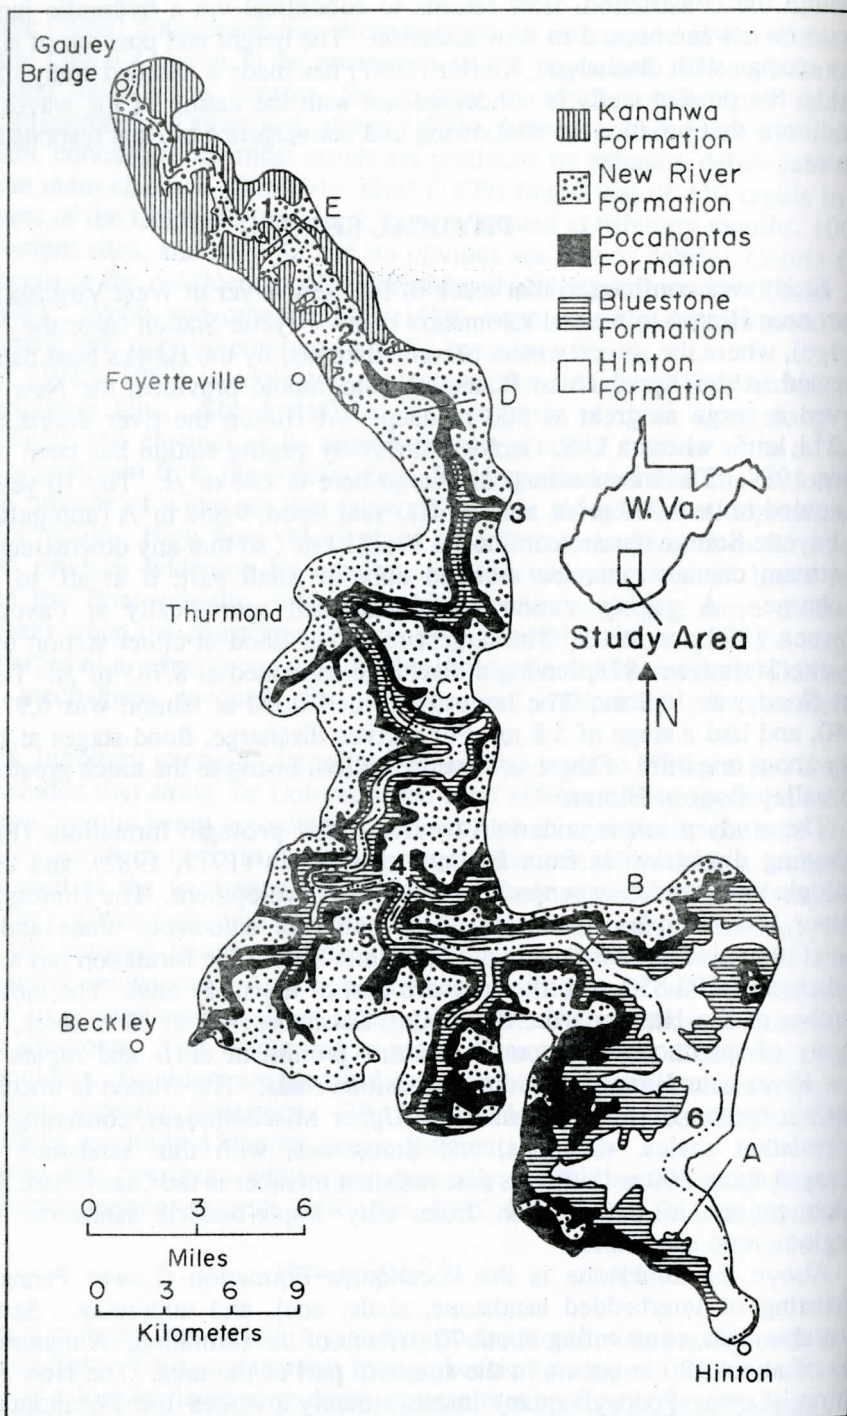 Gauley
Bridge
Kanahwa
Formation
New River
Formation
Pocahontas
Formation
Bluestone
Formation
Hinton
Formation
1
E
Fayetteville
D
3
W. Va.
Study Area
N
Thurmond
C
4
B
5
Beckley
6.
A
0 3 6
Miles
0 3 6 9
Kilometers
Hinton